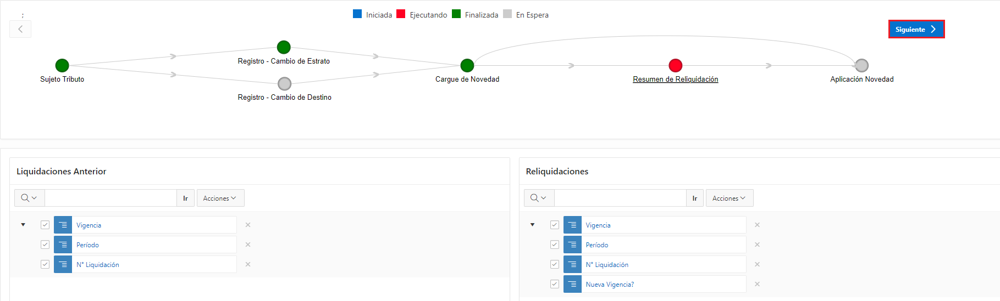 ;
Iniciada Ejecutando Finalizada En Espera
Siguiente
Registro - Cambio de Estrato
Sujeto Tributo
Cargue de Novedad
Resumen de Reliquidación
Aplicación Novedad
Registro - Cambio de Destino
Liquidaciones Anterior
Ir
Acciones
Vigencia
Período
N° Liquidación
Reliquidaciones
Ir
Acciones
Vigencia
Período
N° Liquidación
Nueva Vigencia?